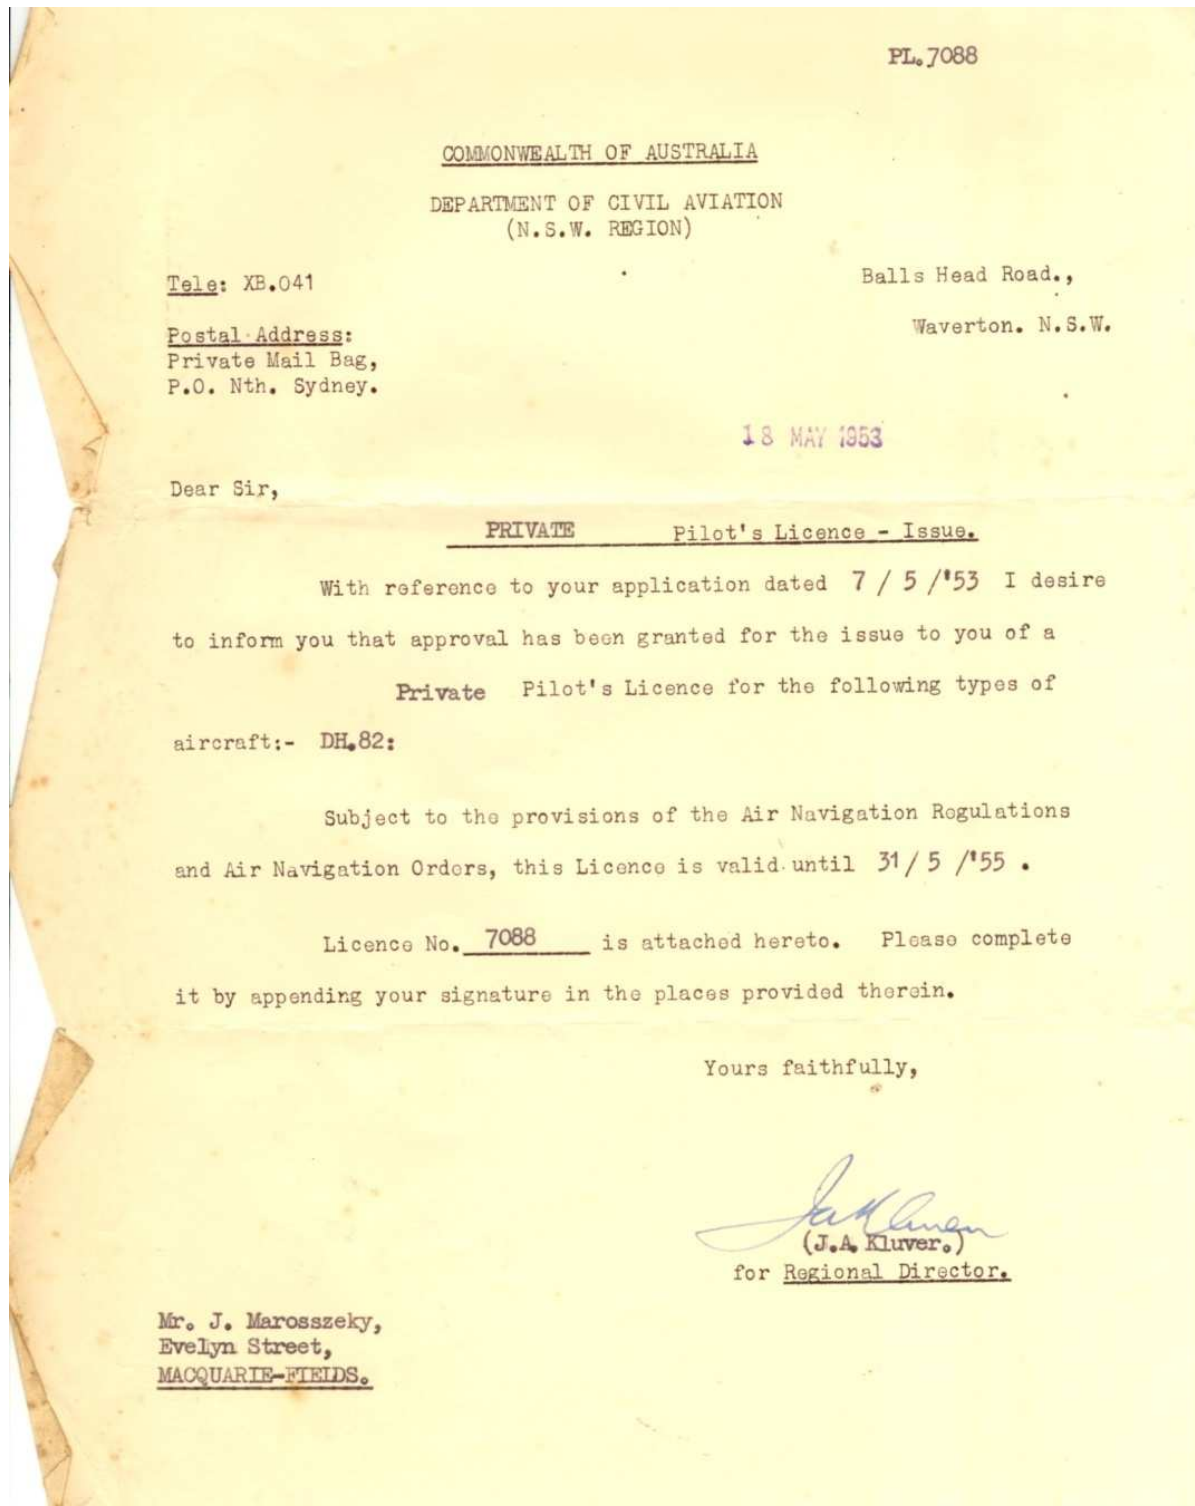 PL.7088
COMMONWEALTH OF AUSTRALIA
DEPARTMENT OF CIVIL AVIATION
(N.S.W. REGION)
Tele: XB.041
Balls Head Road.,
Waverton. N.S.W.
Postal Address:
Private Mail Bag,
P.O. Nth. Sydney.
18 MAY 1953
Dear Sir,
PRIVATE Pilot's Licence - Issue.
With reference to your application dated 7 / 5 /'53 I desire
to inform you that approval has been granted for the issue to you of a
Private Pilot's Licence for the following types of
aircraft:- DH.82:
Subject to the provisions of the Air Navigation Regulations
and Air Navigation Orders, this Licence is valid until 31/ 5 /'55 .
Licence No. 7088 is attached hereto. Please complete
it by appending your signature in the places provided therein.
Yours faithfully,
JAKluver
(J.A. Kluver.)
for Regional Director.
Mr. J. Marosszeky,
Evelyn Street,
MACQUARIE-FIELDS.